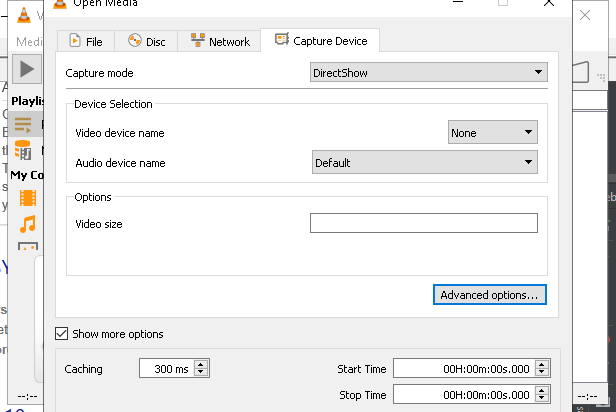 Open Media
Medi
File
Disc
Network
Capture Device
Capture mode
DirectShow
Playlis
Device Selection
Video device name
None
Audio device name
Default
My Co
Options
Video size
Advanced options...
Show more options
Caching
300 ms
Start Time
00H:00m:00s.000
Stop Time
00H:00m:00s.000
--:--
--:--